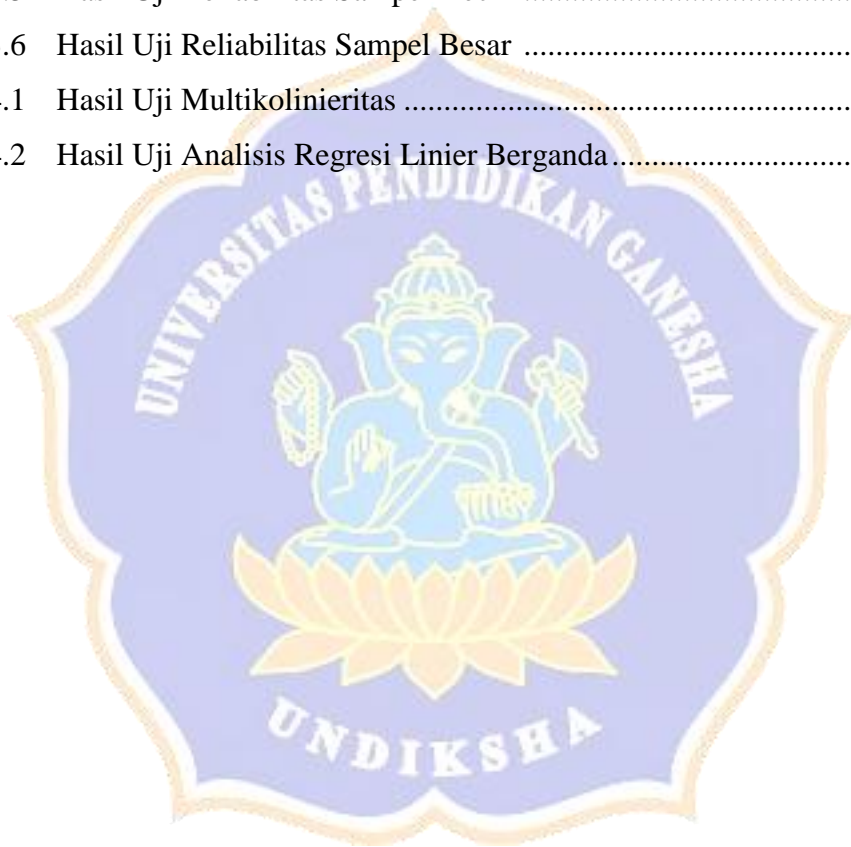 .6 Hasil Uji Reliabilitas Sampel Besar ...................................
.1 Hasil Uji Multikolinieritas ................................................
.2 Hasil Uji Analisis Regresi Linier Berganda ..........................
UNIVERSITAS PENDIDIKAN GANESHA
UNDIKSHA